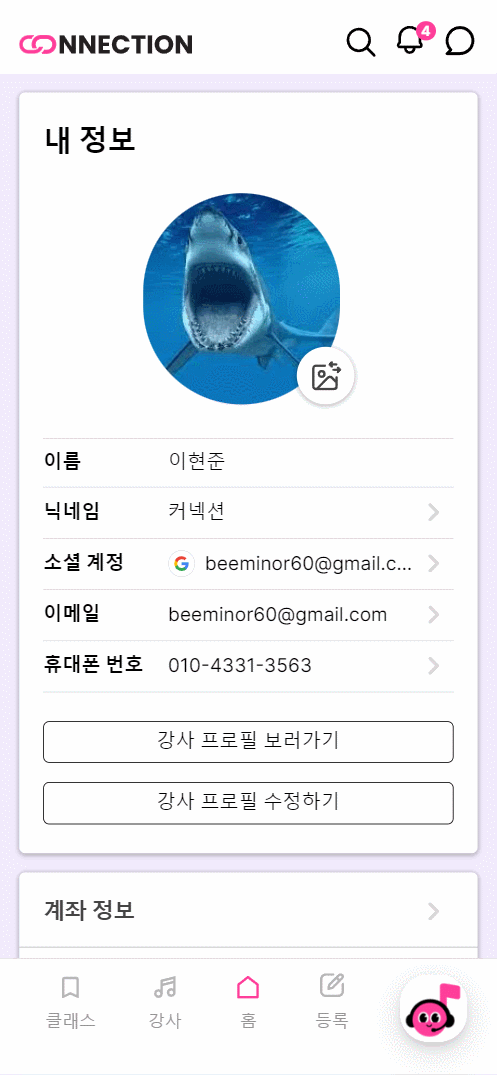 CONNECTION
4
내 정보
이름 이현준
닉네임 커넥션
소셜 계정 G beeminor60@gmail.c...
이메일 beeminor60@gmail.com
휴대폰 번호 010-4331-3563
강사 프로필 보러가기
강사 프로필 수정하기
계좌 정보
클래스 강사 홈 등록